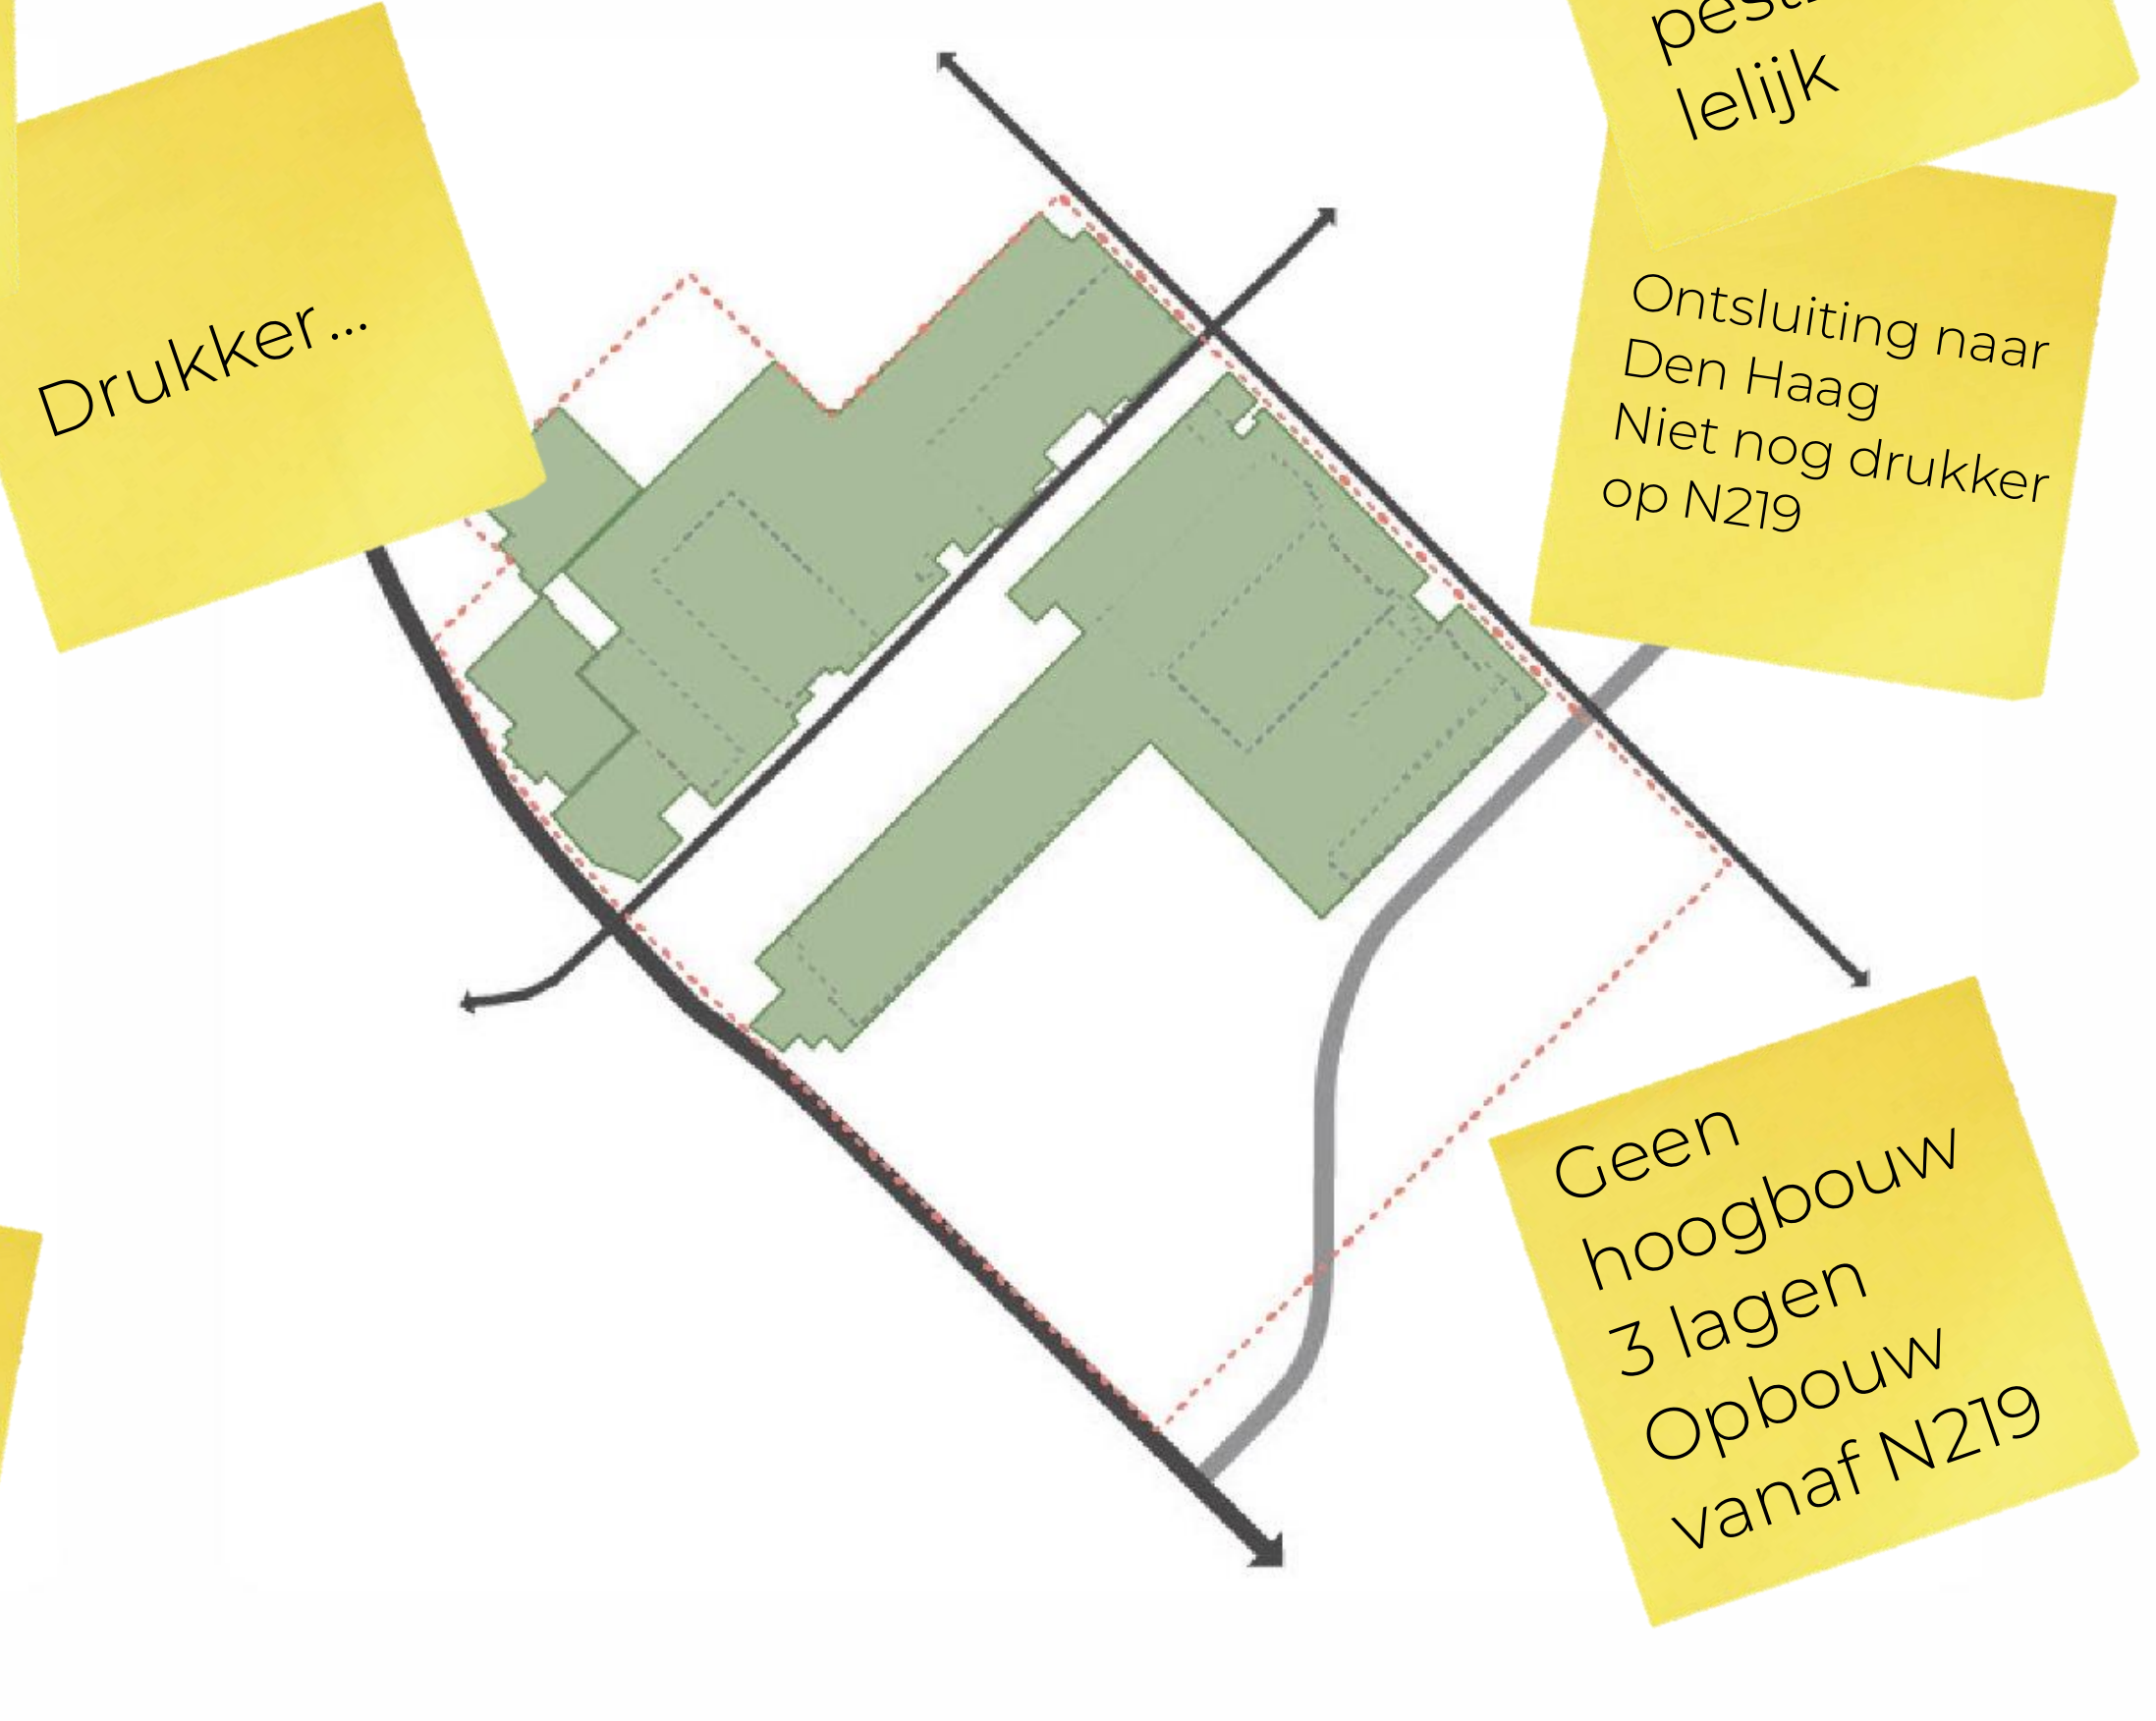 Drukker...
lelijk
Ontsluiting naar
Den Haag
Niet nog drukker
op N219
Geen
hoogbouw
3 lagen
Opbouw
vanaf N219